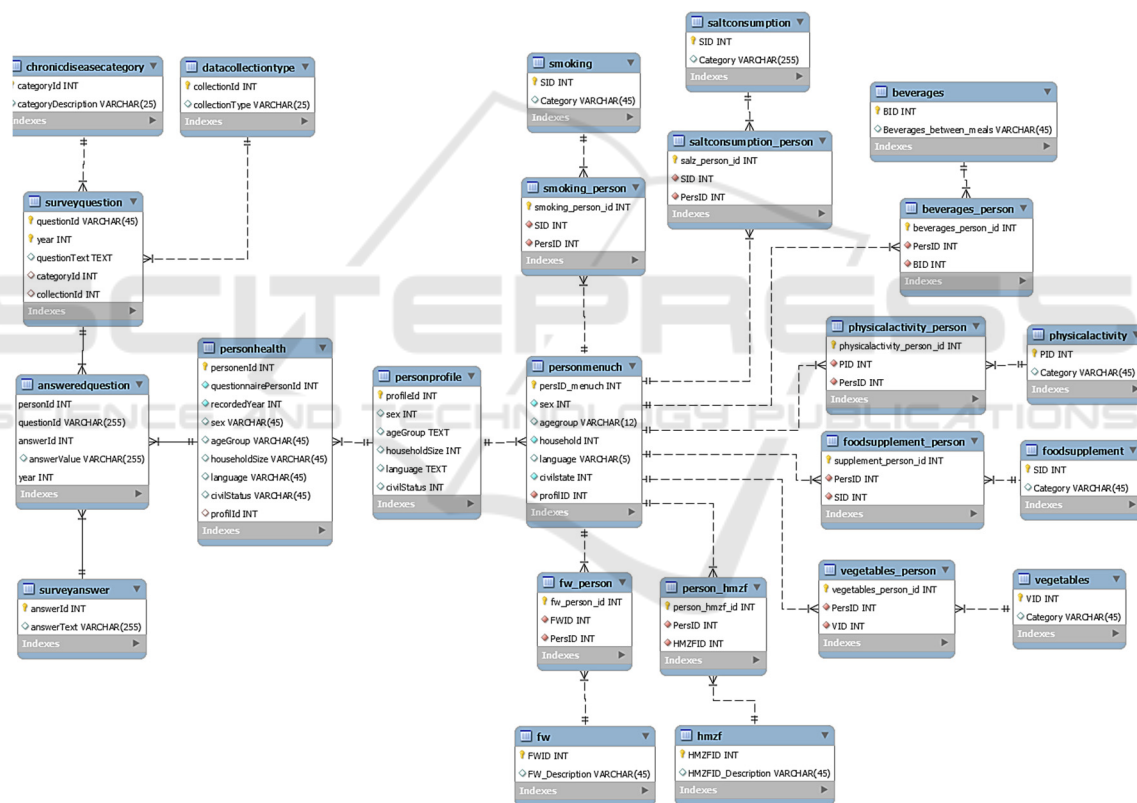 saltconsumption
SID INT
Category VARCHAR(255)
Indexes
chronicdiseasecategory
categoryId INT
categoryDescription VARCHAR(25)
Indexes
datacollectiontype
collectionId INT
collectionType VARCHAR(25)
Indexes
smoking
SID INT
Category VARCHAR(45)
Indexes
beverages
BID INT
Beverages_between_meals VARCHAR(45)
Indexes
saltconsumption_person
salz_person_id INT
SID INT
PersID INT
Indexes
smoking_person
smoking_person_id INT
SID INT
PersID INT
Indexes
surveyquestion
questionId VARCHAR(45)
year INT
questionText TEXT
categoryId INT
collectionId INT
Indexes
beverages_person
beverages_person_id INT
PersID INT
BID INT
Indexes
SCITEPRESS
SCIENCE AND TECHNOLOGY PUBLICATIONS
physicalactivity_person
physicalactivity_person_id INT
PID INT
PersID INT
Indexes
physicalactivity
PID INT
Category VARCHAR(45)
Indexes
personhealth
personenId INT
questionnairePersonId INT
recordedYear INT
sex VARCHAR(45)
ageGroup VARCHAR(45)
householdSize VARCHAR(45)
language VARCHAR(45)
civilStatus VARCHAR(45)
profilId INT
Indexes
personprofile
profileId INT
sex INT
ageGroup TEXT
householdSize INT
language TEXT
civilStatus INT
Indexes
personmenuch
persID_menuch INT
sex INT
agegroup VARCHAR(12)
household INT
language VARCHAR(5)
civilstate INT
profilID INT
Indexes
answeredquestion
personId INT
questionId VARCHAR(255)
answerId INT
answerValue VARCHAR(255)
year INT
Indexes
foodsupplement_person
supplement_person_id INT
PersID INT
SID INT
Indexes
foodsupplement
SID INT
Category VARCHAR(45)
Indexes
surveyanswer
answerId INT
answerText VARCHAR(255)
Indexes
fw_person
fw_person_id INT
FWID INT
PersID INT
Indexes
person_hmzf
person_hmzf_id INT
PersID INT
HMZFID INT
Indexes
vegetables_person
vegetables_person_id INT
PersID INT
VID INT
Indexes
vegetables
VID INT
Category VARCHAR(45)
Indexes
fw
FWID INT
FW_Description VARCHAR(45)
Indexes
hmzf
HMZFID INT
HMZFID_Description VARCHAR(45)
Indexes